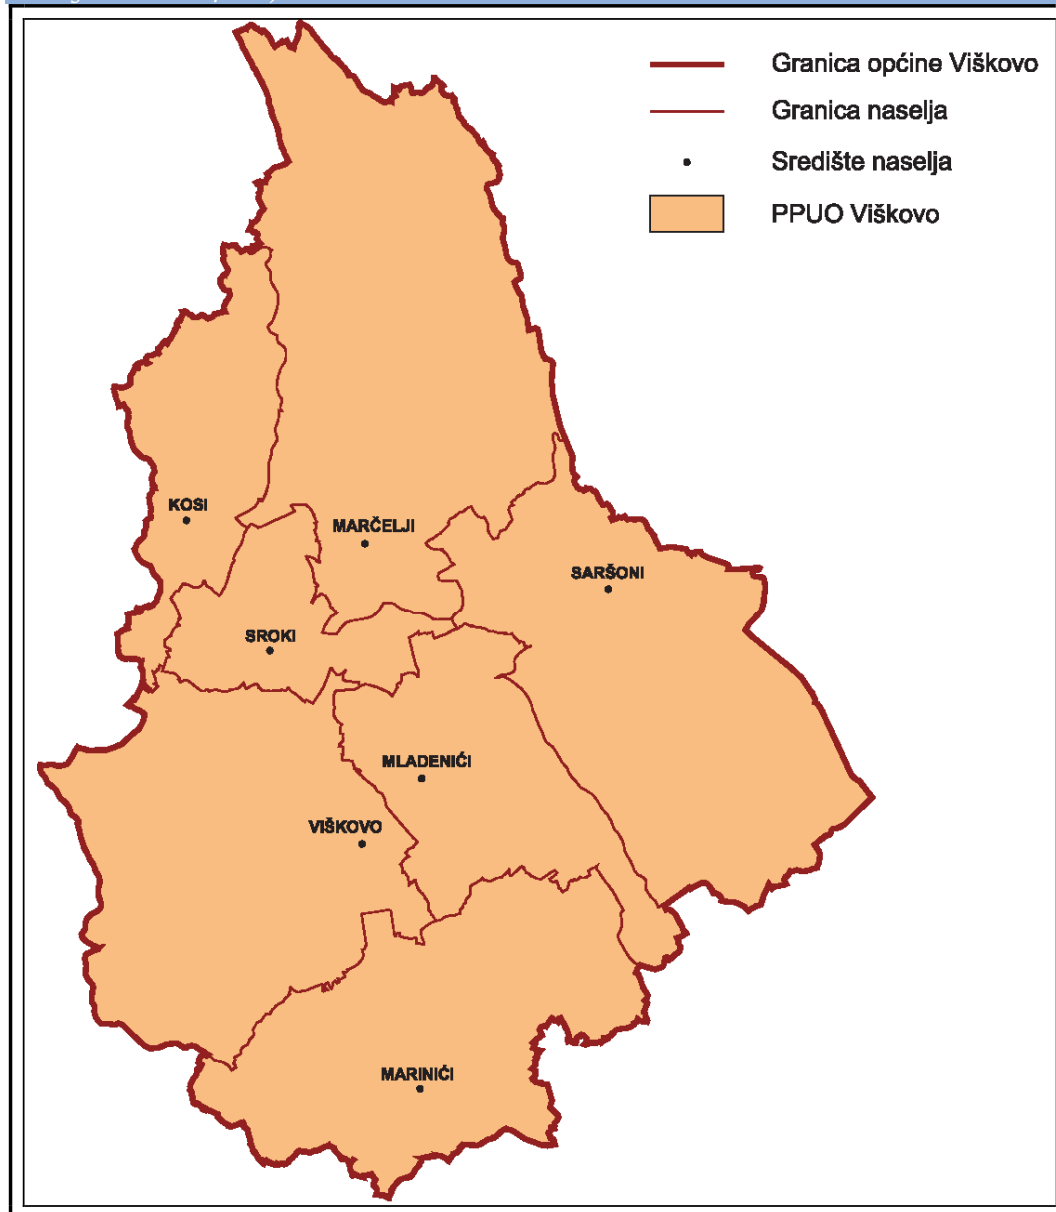 Granica općine Viškovo
Granica naselja
Središte naselja
PPUO Viškovo
KOSI
MARČELJI
SARŠONI
SROKI
MLADENIĆI
VIŠKOVO
MARINIĆI